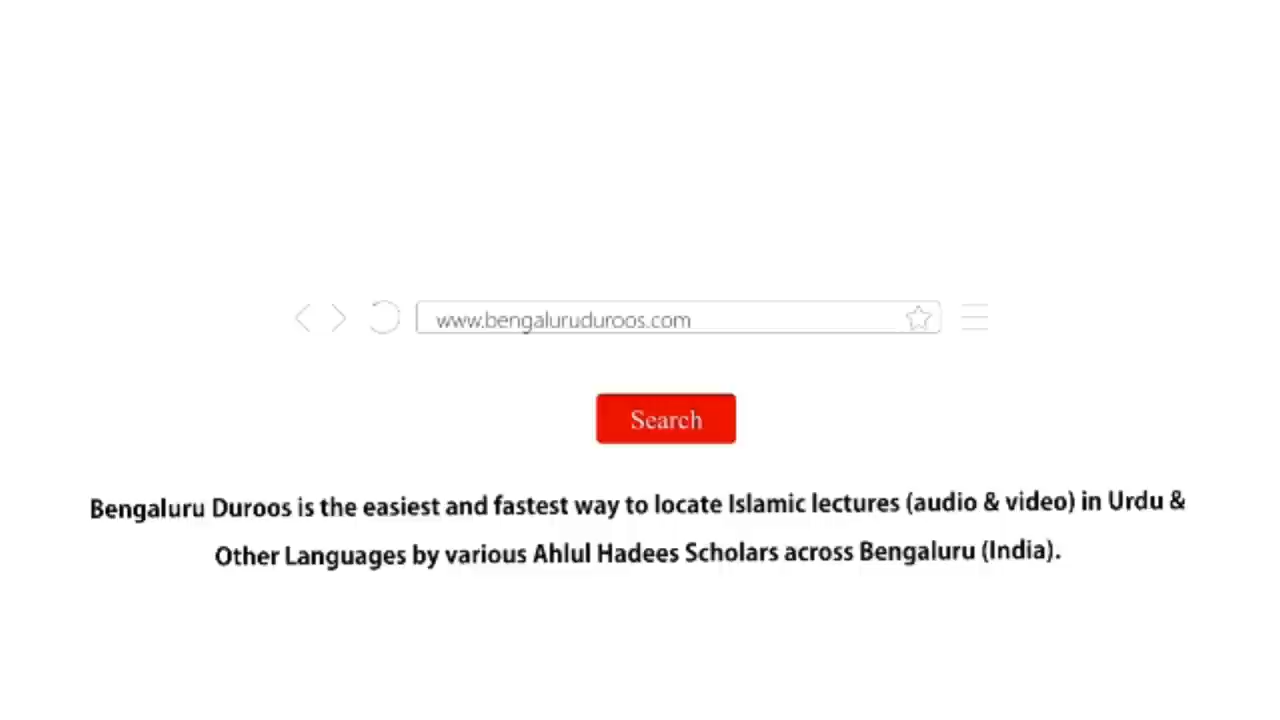 www.bengaluruduroos.com
Search
Bengaluru Duroos is the easiest and fastest way to locate Islamic lectures (audio & video) in Urdu &
Other Languages by various Ahlul Hadees Scholars across Bengaluru (India).